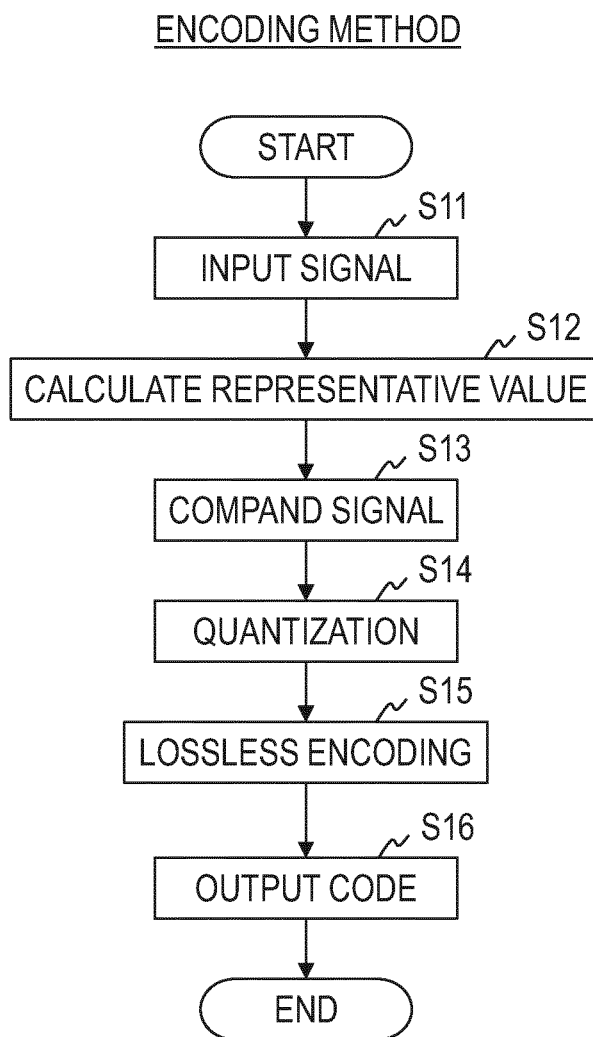 ENCODING METHOD
START
S11
INPUT SIGNAL
S12
CALCULATE REPRESENTATIVE VALUE
S13
COMPAND SIGNAL
S14
QUANTIZATION
S15
LOSSLESS ENCODING
S16
OUTPUT CODE
END